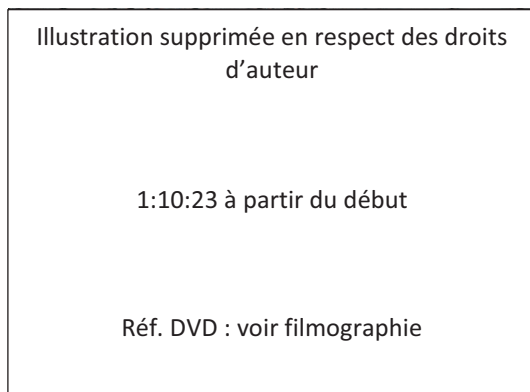 Illustration supprimée en respect des droits
d’auteur
1:10:23 à partir du début
Réf. DVD : voir filmographie